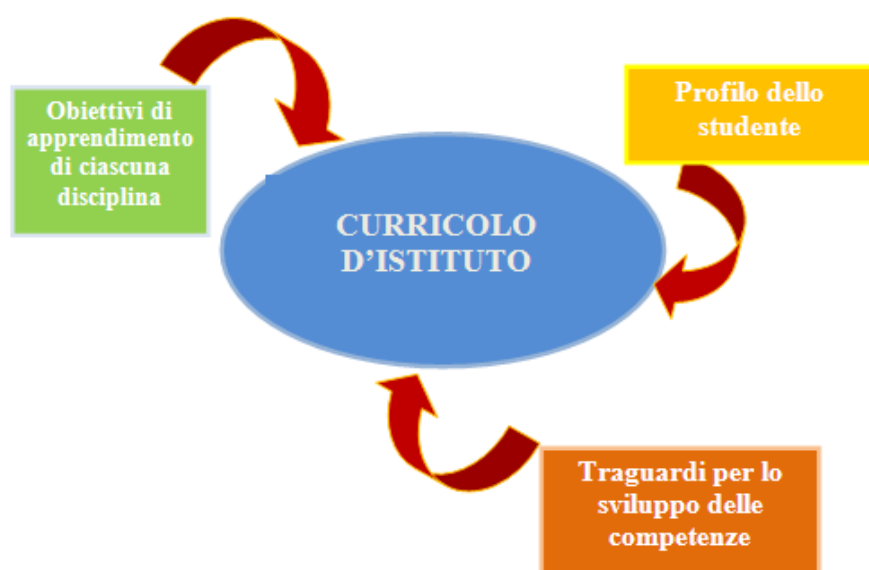 Obiettivi di
apprendimento
di ciascuna
disciplina
Profilo dello
studente
CURRICOLO
D'ISTITUTO
Traguardi per lo
sviluppo delle
competenze